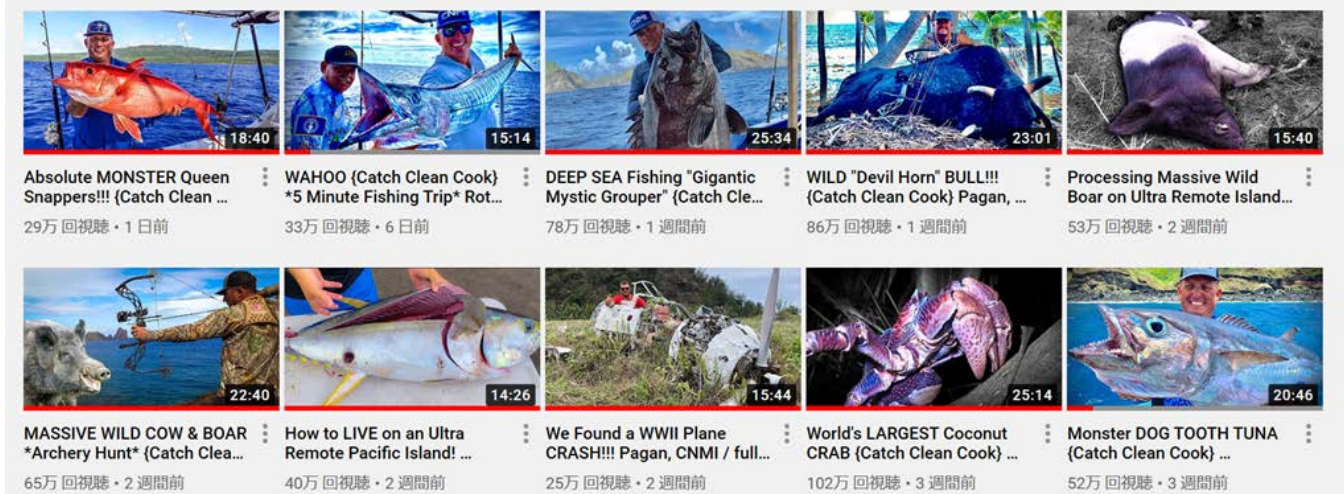 18:40
15:14
25:34
23:01
15:40
Absolute MONSTER Queen
Snappers!!! {Catch Clean ...
29万 回視聴・1 日前
WAHOO {Catch Clean Cook}
*5 Minute Fishing Trip* Rot...
33万 回視聴・6 日前
DEEP SEA Fishing "Gigantic
Mystic Grouper" {Catch Cle...
78万 回視聴・1 週間前
WILD "Devil Horn" BULL!!!
{Catch Clean Cook} Pagan, ...
86万 回視聴・1 週間前
Processing Massive Wild
Boar on Ultra Remote Island...
53万 回視聴・2 週間前
22:40
14:26
15:44
25:14
20:46
MASSIVE WILD COW & BOAR
*Archery Hunt* {Catch Clea...
65万 回視聴・2 週間前
How to LIVE on an Ultra
Remote Pacific Island! ...
40万 回視聴・2 週間前
We Found a WWII Plane
CRASH!!! Pagan, CNMI / full...
25万 回視聴・2 週間前
World's LARGEST Coconut
CRAB {Catch Clean Cook} ...
102万 回視聴・3 週間前
Monster DOG TOOTH TUNA
{Catch Clean Cook} ...
52万 回視聴・3 週間前